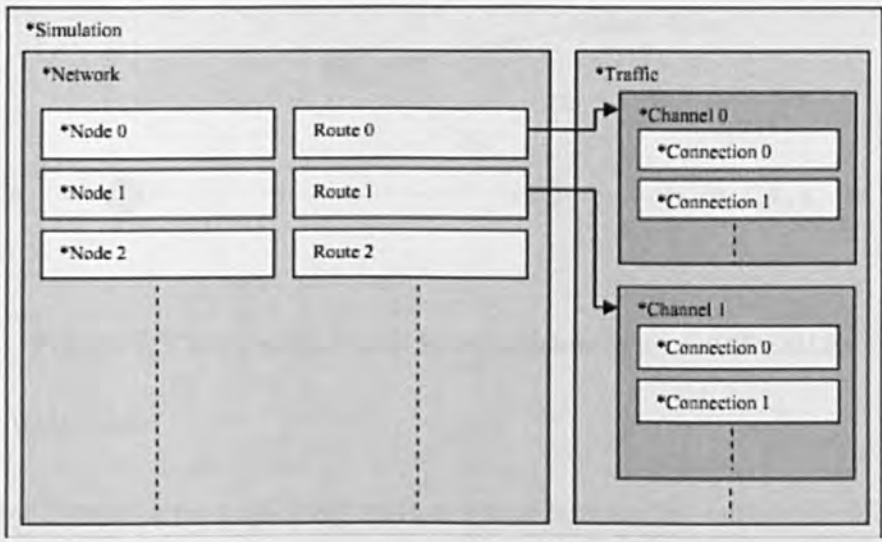 *Simulation
*Network
*Node 0
Route 0
*Node 1
Route 1
*Node 2
Route 2
*Traffic
*Channel 0
*Connection 0
*Connection 1
*Channel 1
*Connection 0
*Connection 1